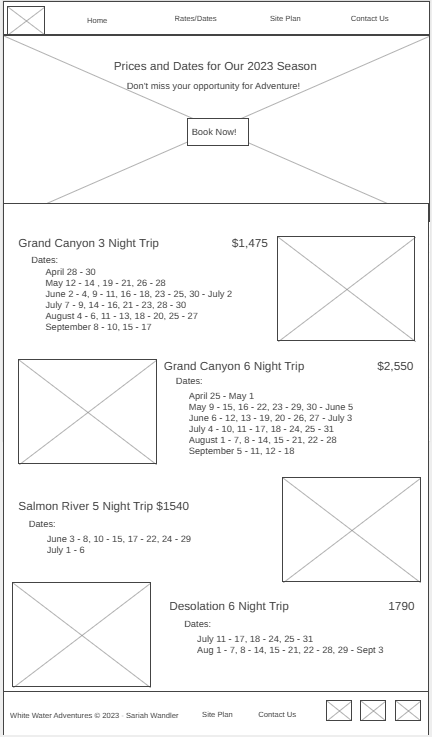 Home Rates/Dates Site Plan Contact Us
Prices and Dates for Our 2023 Season
Don't miss your opportunity for Adventure!
Book Now!
Grand Canyon 3 Night Trip $1,475
Dates:
April 28 - 30
May 12 - 14 , 19 - 21, 26 - 28
June 2 - 4, 9 - 11, 16 - 18, 23 - 25, 30 - July 2
July 7 - 9, 14 - 16, 21 - 23, 28 - 30
August 4 - 6, 11 - 13, 18 - 20, 25 - 27
September 8 - 10, 15 - 17
Grand Canyon 6 Night Trip $2,550
Dates:
April 25 - May 1
May 9 - 15, 16 - 22, 23 - 29, 30 - June 5
June 6 - 12, 13 - 19, 20 - 26, 27 - July 3
July 4 - 10, 11 - 17, 18 - 24, 25 - 31
August 1 - 7, 8 - 14, 15 - 21, 22 - 28
September 5 - 11, 12 - 18
Salmon River 5 Night Trip $1540
Dates:
June 3 - 8, 10 - 15, 17 - 22, 24 - 29
July 1 - 6
Desolation 6 Night Trip 1790
Dates:
July 11 - 17, 18 - 24, 25 - 31
Aug 1 - 7, 8 - 14, 15 - 21, 22 - 28, 29 - Sept 3
White Water Adventures © 2023 · Sariah Wandler Site Plan Contact Us